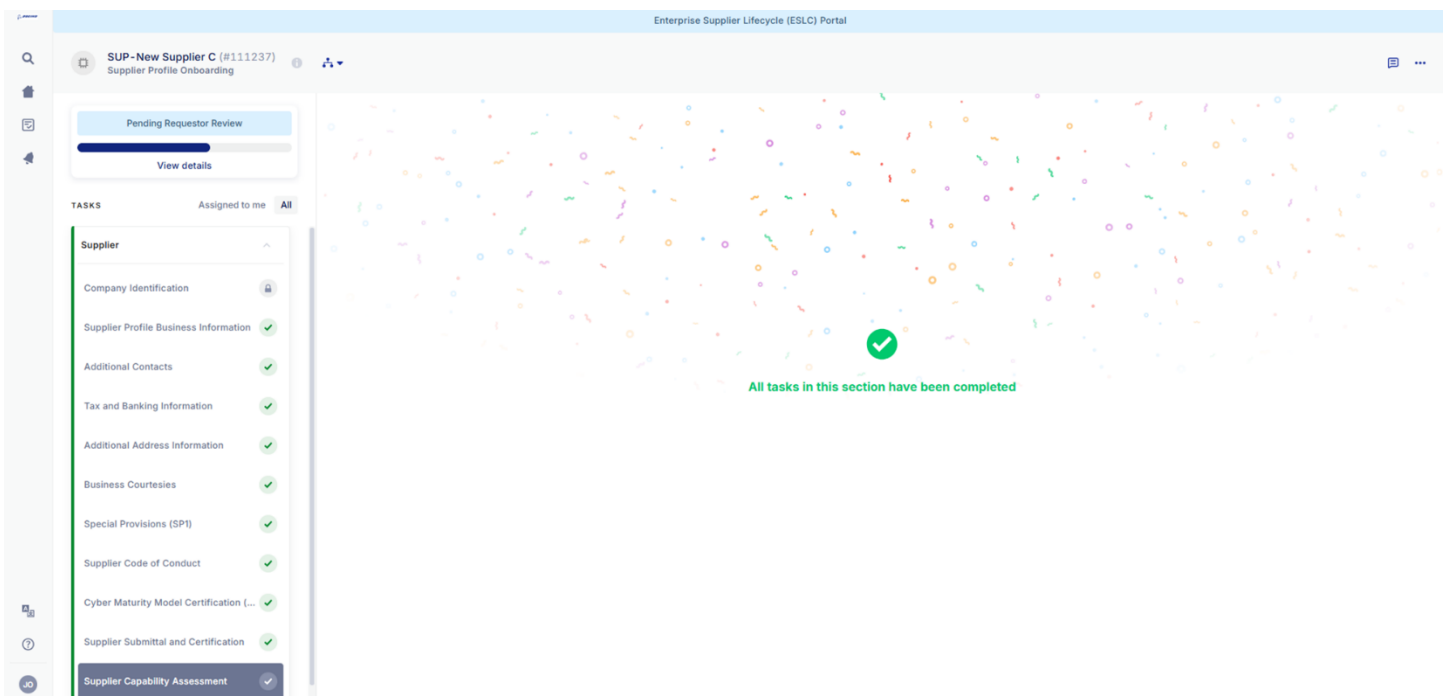 Enterprise Supplier Lifecycle (ESLC) Portal
SUP-New Supplier C (#111237)
Supplier Profile Onboarding
Pending Requestor Review
View details
TASKS Assigned to me All
Supplier
Company Identification
Supplier Profile Business Information
Additional Contacts
Tax and Banking Information
Additional Address Information
Business Courtesies
Special Provisions (SP1)
Supplier Code of Conduct
Cyber Maturity Model Certification (...
Supplier Submittal and Certification
Supplier Capability Assessment
All tasks in this section have been completed
JO